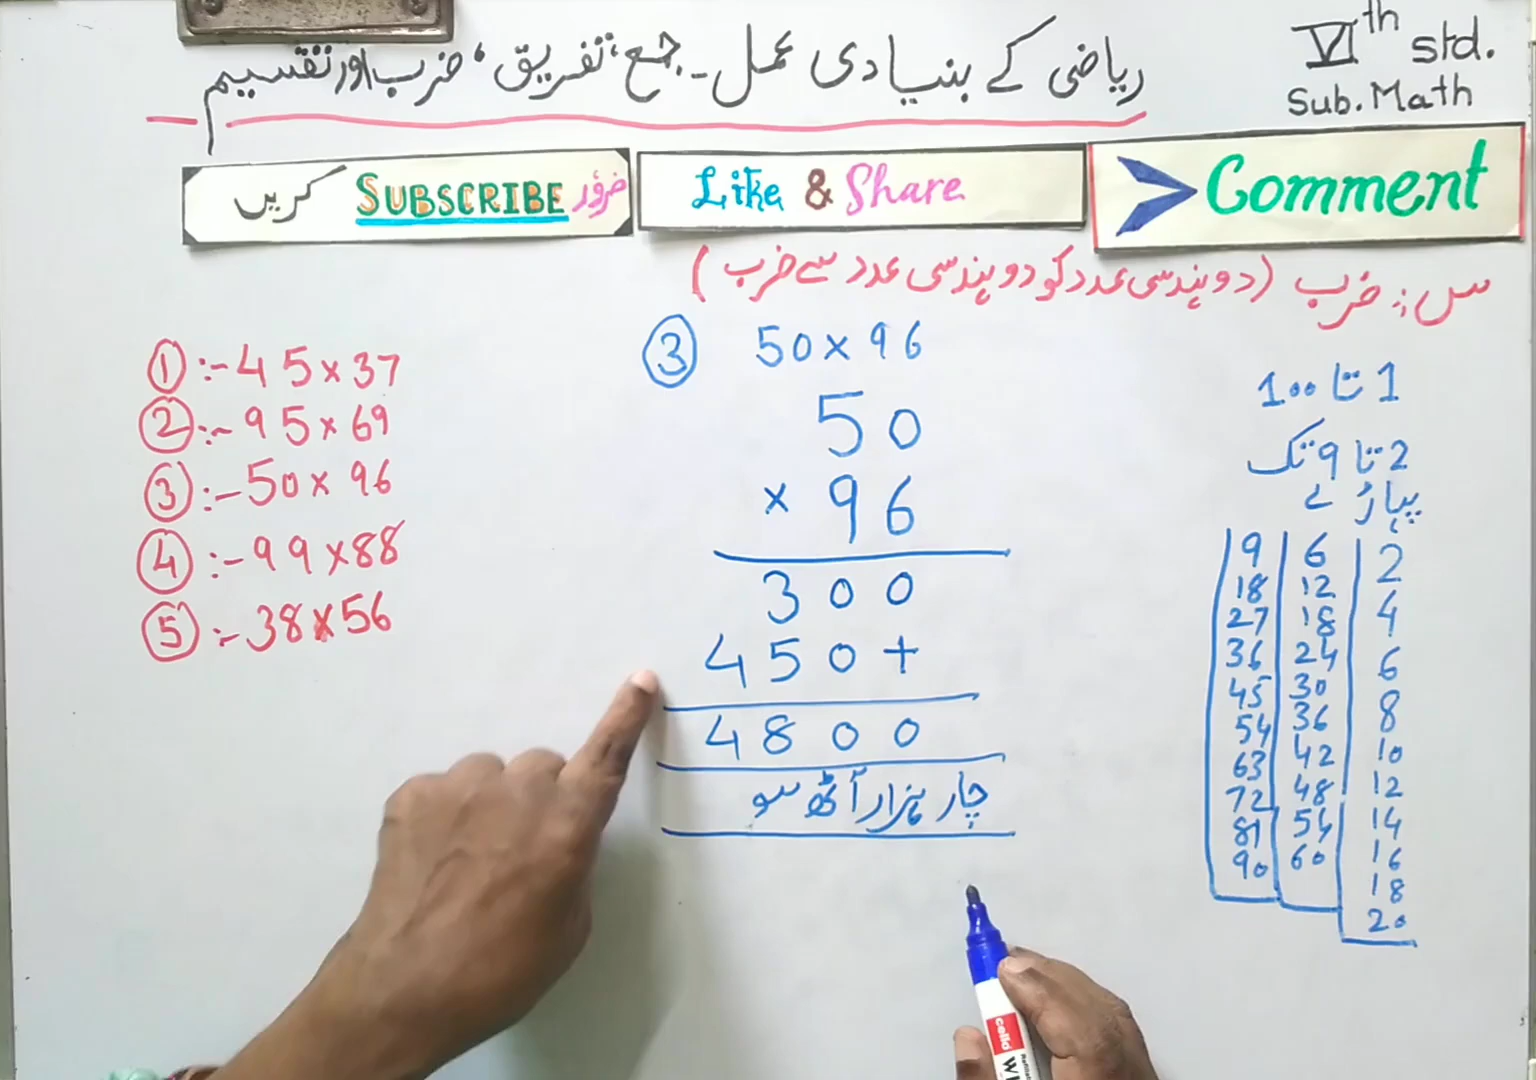 ریاضی کے بنیادی عمل۔ جمع، تفریق، ضرب اور تقسیم
VIth std.
Sub. Math
ضرور SUBSCRIBE کریں
Like & Share
Comment
س:: ضرب (دو ہندسی عدد کو دو ہندسی عدد سے ضرب)
① :- 45×37
② :- 95×69
③ :- 50×96
④ :- 99×88
⑤ :- 38×56
③ 50×96
50
× 96
300
450+
4800
چار ہزار آٹھ سو
1 تا 100
2 تا 9 تک
پہاڑے
9 6 2
18 12 4
27 18 6
36 24 8
45 30 10
54 36 12
63 42 14
72 48 16
81 54 18
90 60 20
cello